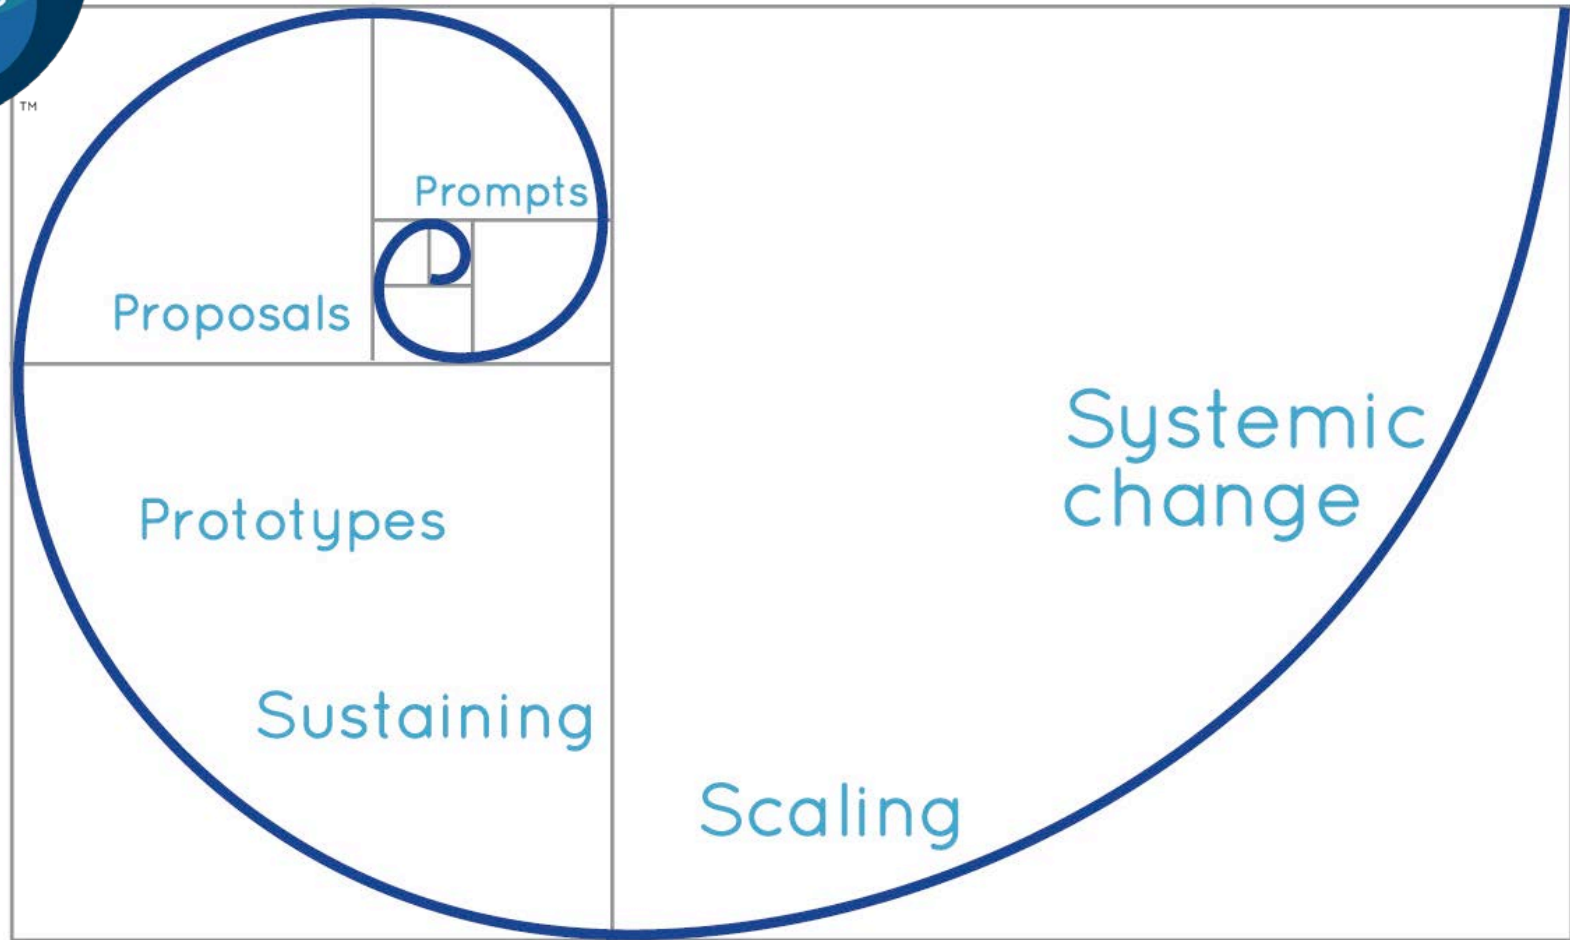 TM
Prompts
Proposals
Prototypes
Sustaining
Scaling
Systemic
change